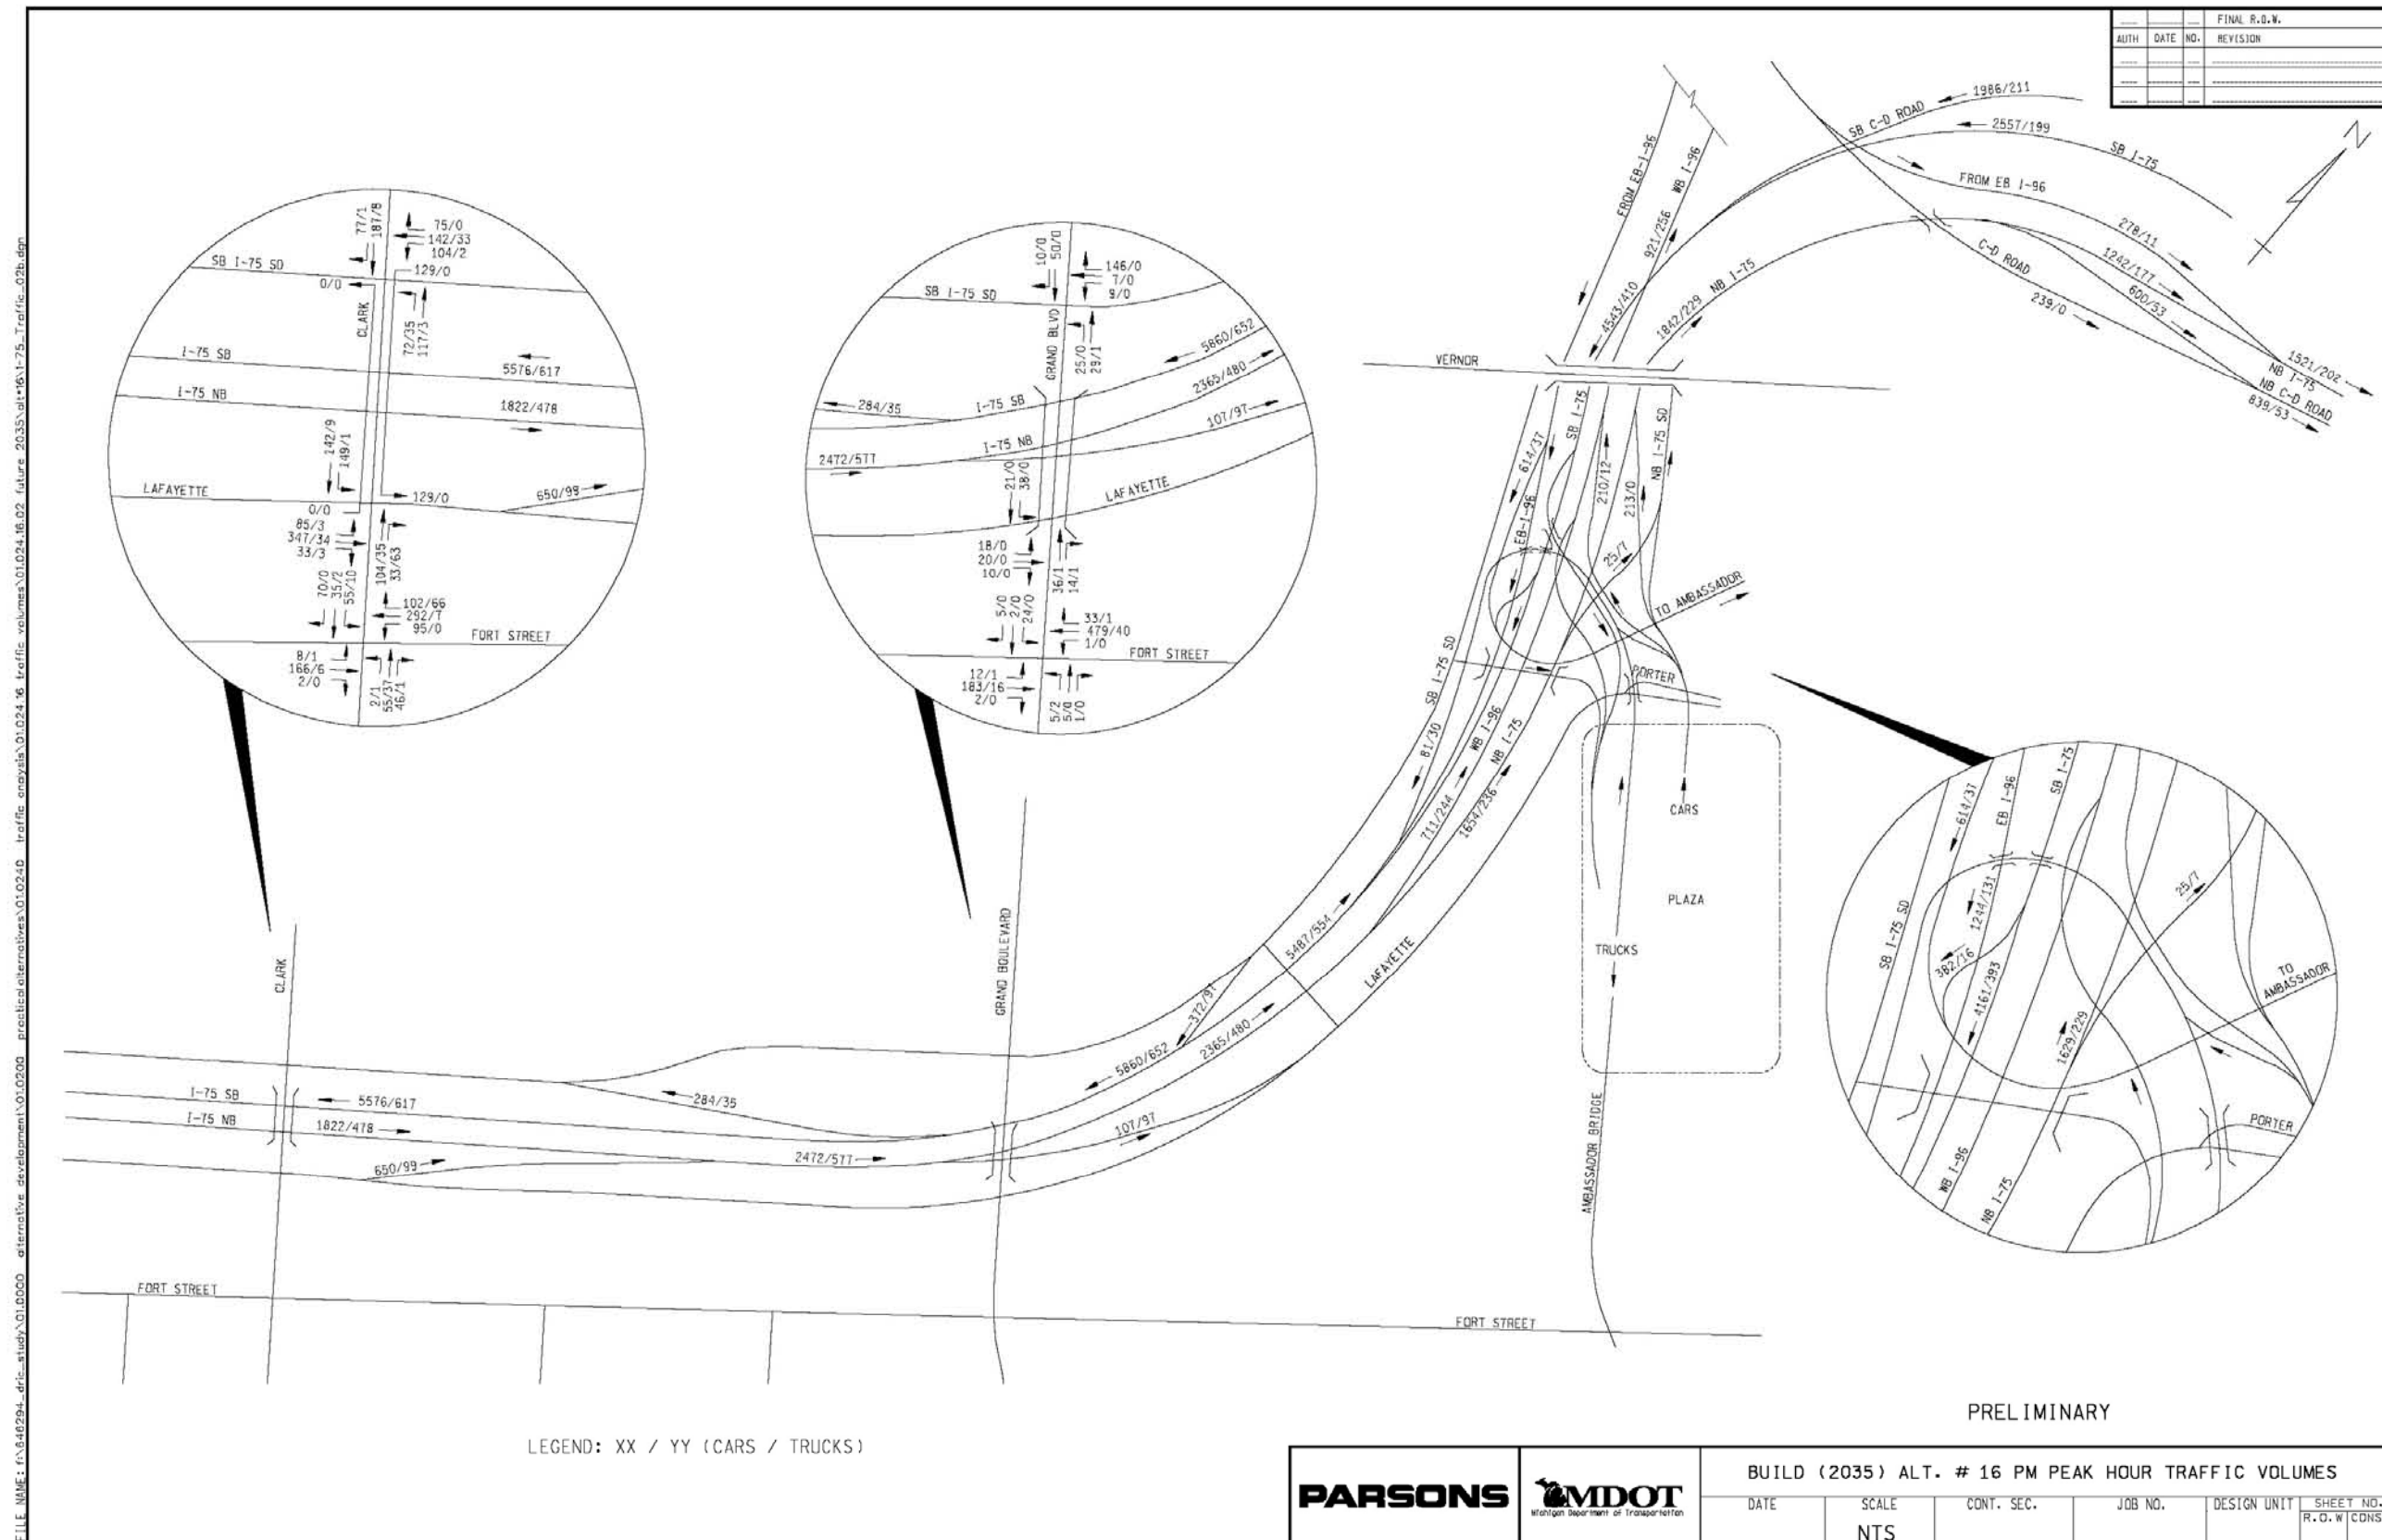 FINAL R.O.W.
AUTH DATE NO. REVISION
N
1986/211
SB C-D ROAD
2557/199
SB I-75
FROM EB I-96
278/11
1242/177
C-D ROAD
600/53
239/0
1521/202
NB I-75
NB C-D ROAD
839/53
FROM EB-I-96
WB I-96
921/256
4543/410
1842/229 NB I-75
VERNOR
77/1
187/8
75/0
142/33
104/2
SB I-75 SD
129/0
0/0
CLARK
72/35
117/3
I-75 SB
5576/617
I-75 NB
1822/478
142/9
149/1
LAFAYETTE
129/0
650/99
0/0
85/3
347/34
33/3
104/35
33/63
70/0
35/2
55/10
102/66
292/7
95/0
FORT STREET
8/1
166/6
2/0
2/1
55/37
46/1
10/0
50/0
146/0
7/0
9/0
SB I-75 SD
GRAND BLVD
25/0
29/1
5860/652
2365/480
284/35
I-75 SB
107/97
I-75 NB
2472/577
21/0
38/0
LAFAYETTE
18/0
20/0
10/0
36/1
14/1
5/0
2/0
24/0
33/1
479/40
1/0
FORT STREET
12/1
183/16
2/0
5/2
5/0
1/0
614/37
SB I-75
EB-I-96
210/12
213/0
NB I-75 SD
25/7
TO AMBASSADOR
PORTER
SB I-75 SD
81/30
WB I-96
711/244
NB I-75
1654/236
CARS
PLAZA
TRUCKS
AMBASSADOR BRIDGE
5487/554
LAFAYETTE
372/97
5860/652
2365/480
614/37
EB I-96
SB I-75
SB I-75 SD
1244/131
382/16
4161/393
25/7
1629/229
TO
AMBASSADOR
PORTER
WB I-96
NB I-75
CLARK
GRAND BOULEVARD
I-75 SB
5576/617
284/35
I-75 NB
1822/478
107/97
650/99
2472/577
FORT STREET
FORT STREET
PRELIMINARY
LEGEND: XX / YY (CARS / TRUCKS)
PARSONS
MDOT
Michigan Department of Transportation
BUILD (2035) ALT. # 16 PM PEAK HOUR TRAFFIC VOLUMES
DATE SCALE CONT. SEC. JOB NO. DESIGN UNIT SHEET NO.
NTS R.O.W CONS